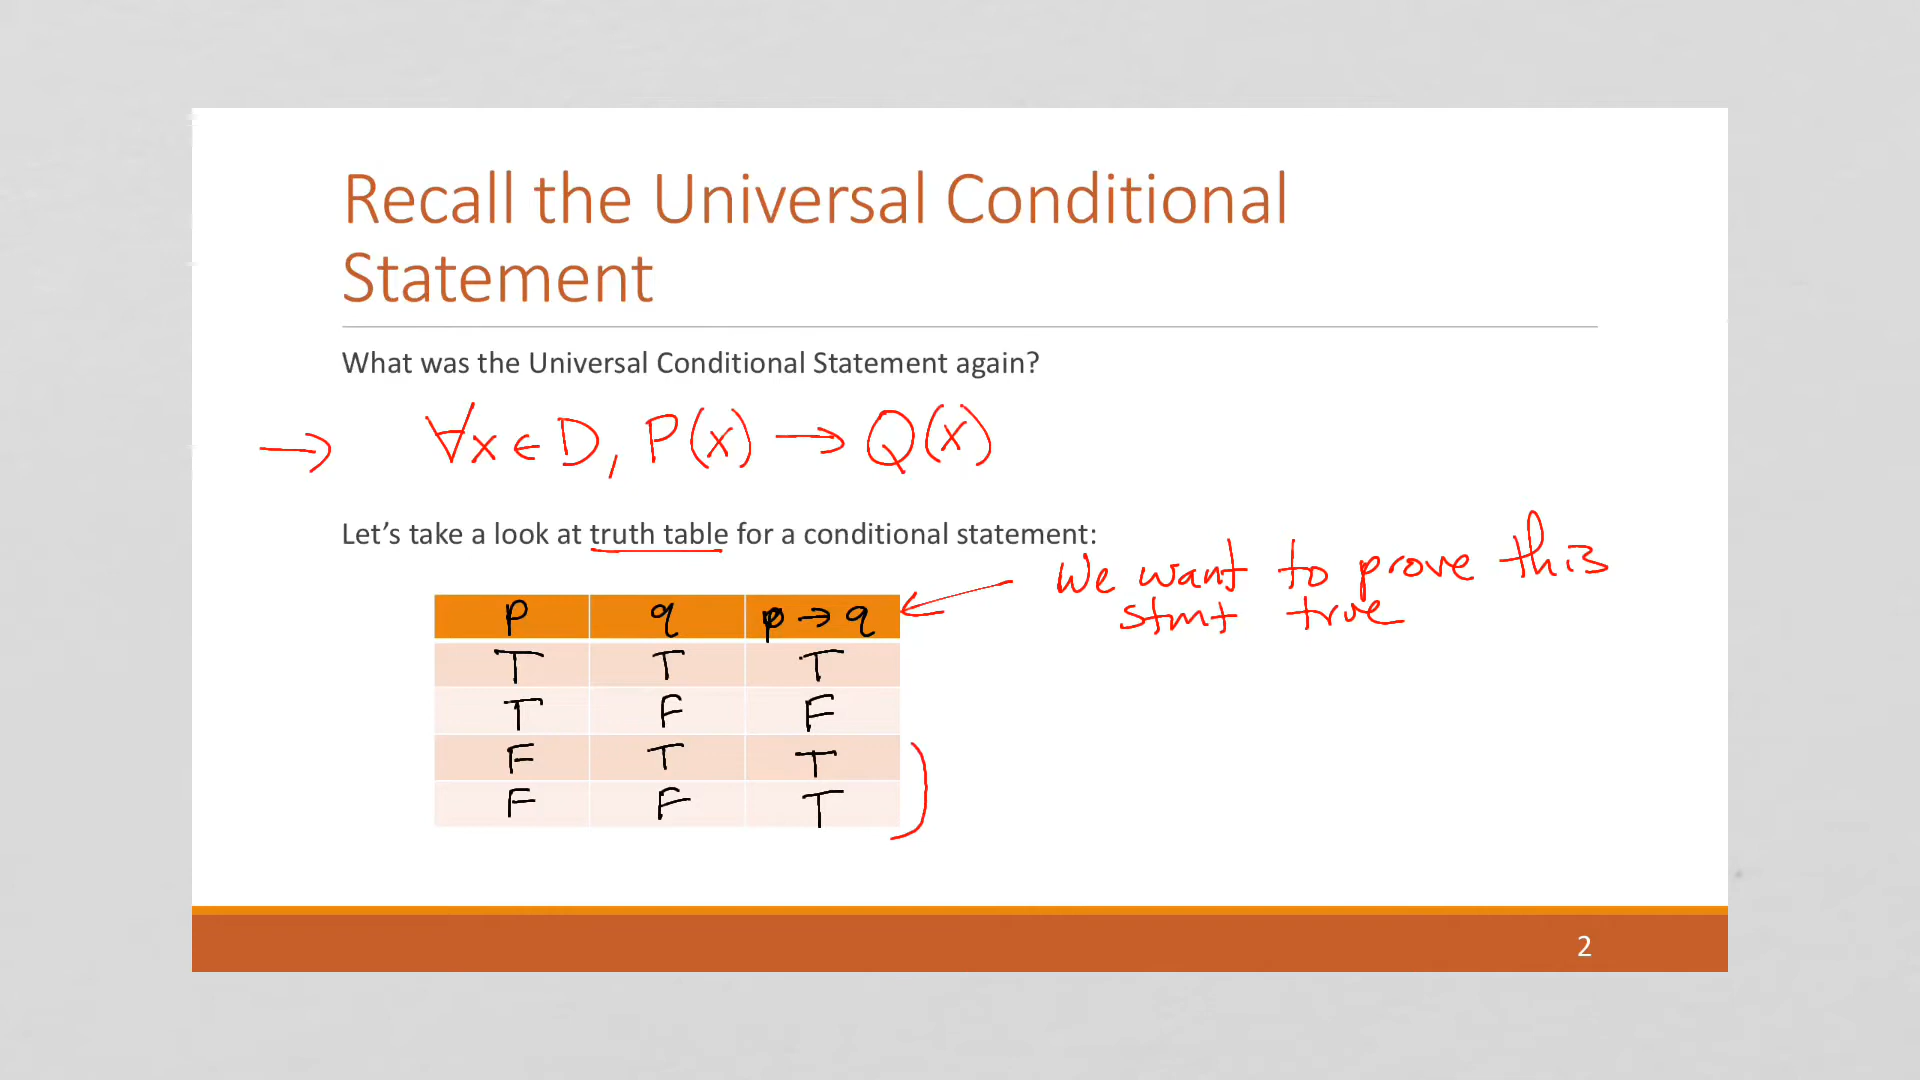 Recall the Universal Conditional
Statement
What was the Universal Conditional Statement again?
→ ∀x ∈ D, P(x) → Q(x)
Let’s take a look at truth table for a conditional statement:
We want to prove this
stmt true
p q p → q
T T T
T F F
F T T
F F T
2